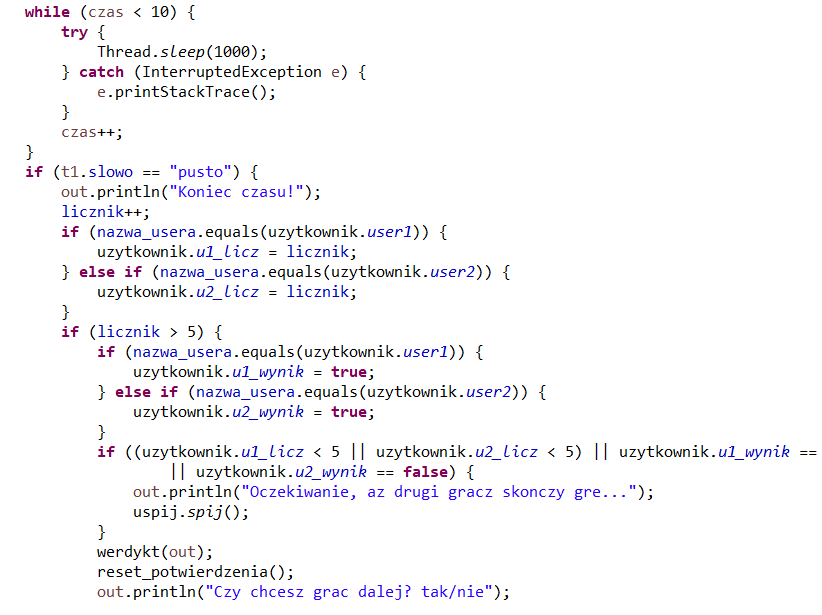 while (czas < 10) {
try {
Thread.sleep(1000);
} catch (InterruptedException e) {
e.printStackTrace();
}
czas++;
}
if (t1.slowo == "pusto") {
out.println("Koniec czasu!");
licznik++;
if (nazwa_usera.equals(uzytkownik.user1)) {
uzytkownik.u1_licz = licznik;
} else if (nazwa_usera.equals(uzytkownik.user2)) {
uzytkownik.u2_licz = licznik;
}
if (licznik > 5) {
if (nazwa_usera.equals(uzytkownik.user1)) {
uzytkownik.u1_wynik = true;
} else if (nazwa_usera.equals(uzytkownik.user2)) {
uzytkownik.u2_wynik = true;
}
if ((uzytkownik.u1_licz < 5 || uzytkownik.u2_licz < 5) || uzytkownik.u1_wynik ==
|| uzytkownik.u2_wynik == false) {
out.println("Oczekiwanie, az drugi gracz skonczy gre...");
uspij.spij();
}
werdykt(out);
reset_potwierdzenia();
out.println("Czy chcesz grac dalej? tak/nie");